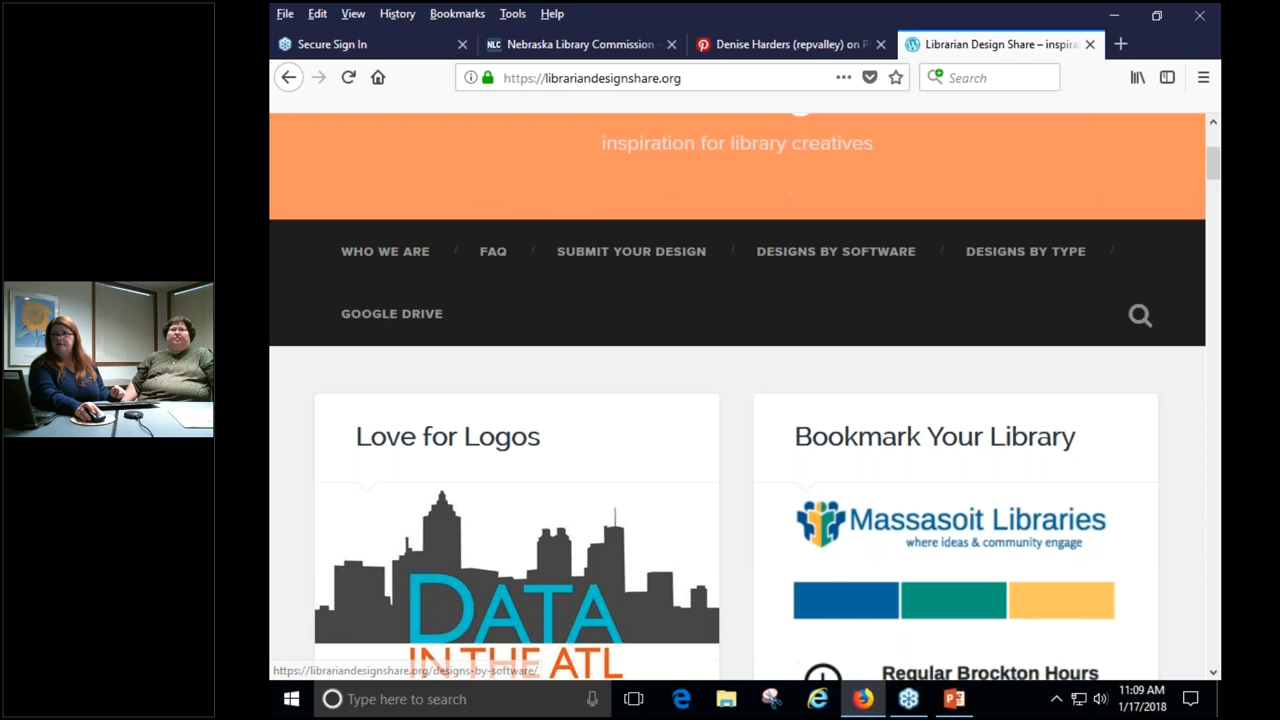 File Edit View History Bookmarks Tools Help
Secure Sign In
NLC Nebraska Library Commission -
Denise Harders (repvalley) on P
Librarian Design Share – inspira
https://librariandesignshare.org
Search
inspiration for library creatives
WHO WE ARE / FAQ / SUBMIT YOUR DESIGN / DESIGNS BY SOFTWARE / DESIGNS BY TYPE /
GOOGLE DRIVE
Love for Logos
Bookmark Your Library
Massasoit Libraries
where ideas & community engage
DATA
IN THE ATL
Regular Brockton Hours
https://librariandesignshare.org/designs-by-software/
Type here to search
11:09 AM
1/17/2018